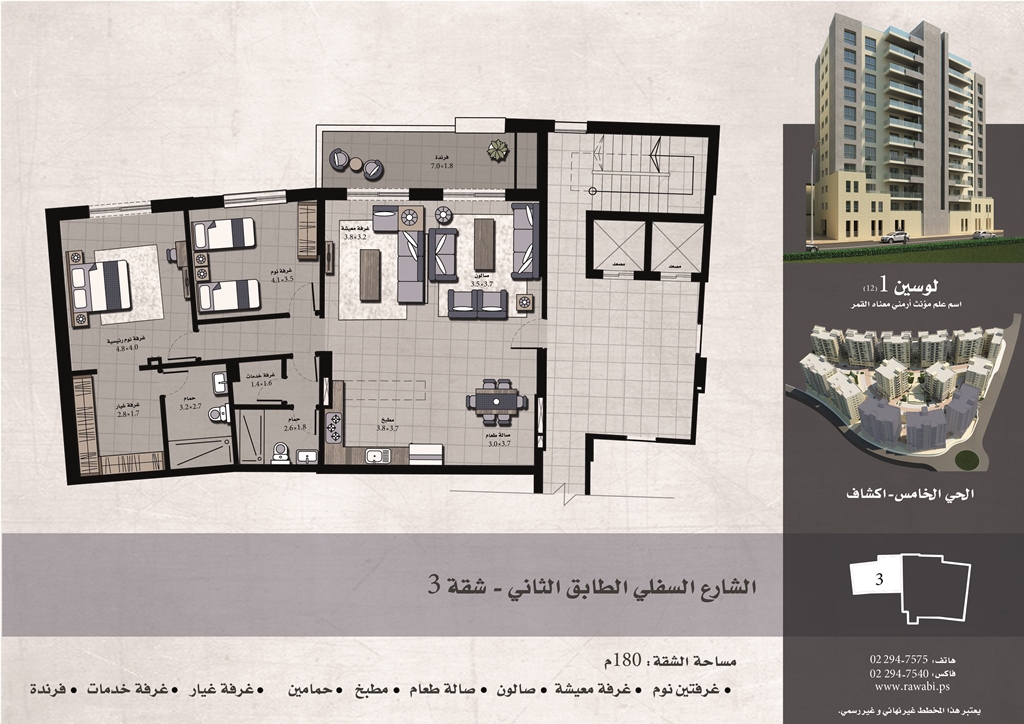 فرندة
7.0×1.8
غرفة معيشة
3.8×3.2
صالون
3.5×3.7
غرفة نوم
4.1×3.5
غرفة نوم رئيسية
4.8×4.0
غرفة غيار
2.8×1.7
حمام
3.2×2.7
غرفة خدمات
1.4×1.6
حمام
2.6×1.8
مطبخ
3.8×3.7
صالة طعام
3.0×3.7
مصعد
مصعد
لوسين 1 (12)
اسم علم مؤنث أرمني معناه القمر
الحي الخامس-اكشاف
3
الشارع السفلي الطابق الثاني - شقة 3
مساحة الشقة: 180م
• غرفتين نوم • غرفة معيشة • صالون • صالة طعام • مطبخ • حمامين • غرفة غيار • غرفة خدمات • فرندة
هاتف: 02 294-7575
فاكس: 02 294-7540
www.rawabi.ps
يعتبر هذا المخطط غير نهائي و غير رسمي.